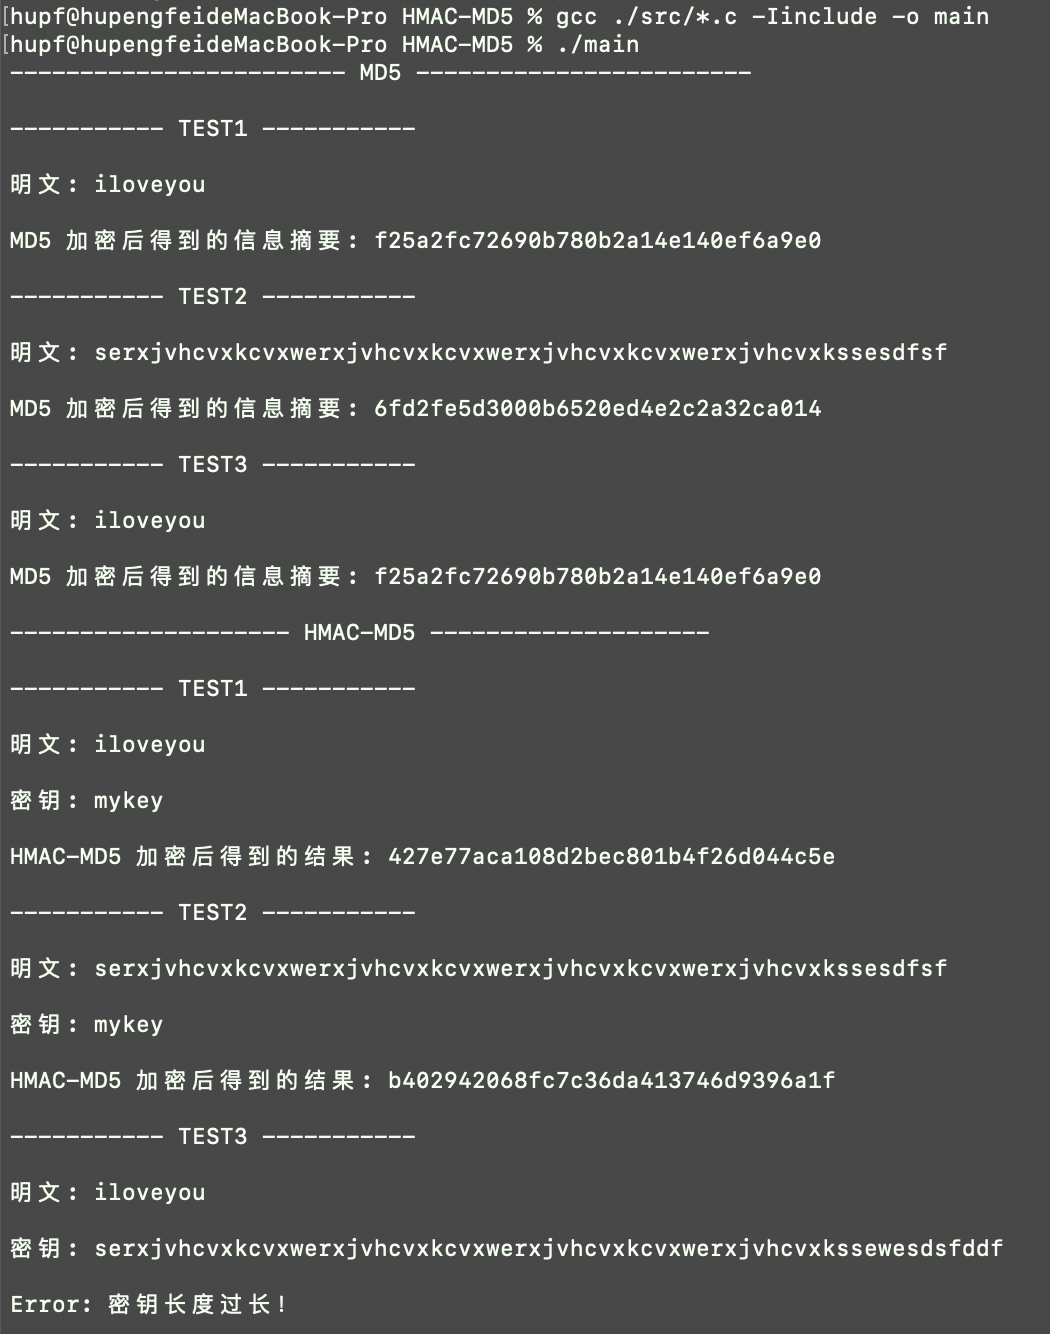 [hupf@hupengfeideMacBook-Pro HMAC-MD5 % gcc ./src/*.c -Iinclude -o main
[hupf@hupengfeideMacBook-Pro HMAC-MD5 % ./main
------------------------ MD5 ------------------------
----------- TEST1 -----------
明文: iloveyou
MD5 加密后得到的信息摘要: f25a2fc72690b780b2a14e140ef6a9e0
----------- TEST2 -----------
明文: serxjvhcvxkcvxwerxjvhcvxkcvxwerxjvhcvxkcvxwerxjvhcvxkssesdfsf
MD5 加密后得到的信息摘要: 6fd2fe5d3000b6520ed4e2c2a32ca014
----------- TEST3 -----------
明文: iloveyou
MD5 加密后得到的信息摘要: f25a2fc72690b780b2a14e140ef6a9e0
-------------------- HMAC-MD5 --------------------
----------- TEST1 -----------
明文: iloveyou
密钥: mykey
HMAC-MD5 加密后得到的结果: 427e77aca108d2bec801b4f26d044c5e
----------- TEST2 -----------
明文: serxjvhcvxkcvxwerxjvhcvxkcvxwerxjvhcvxkcvxwerxjvhcvxkssesdfsf
密钥: mykey
HMAC-MD5 加密后得到的结果: b402942068fc7c36da413746d9396a1f
----------- TEST3 -----------
明文: iloveyou
密钥: serxjvhcvxkcvxwerxjvhcvxkcvxwerxjvhcvxkcvxwerxjvhcvxkssewesdsfddf
Error: 密钥长度过长!